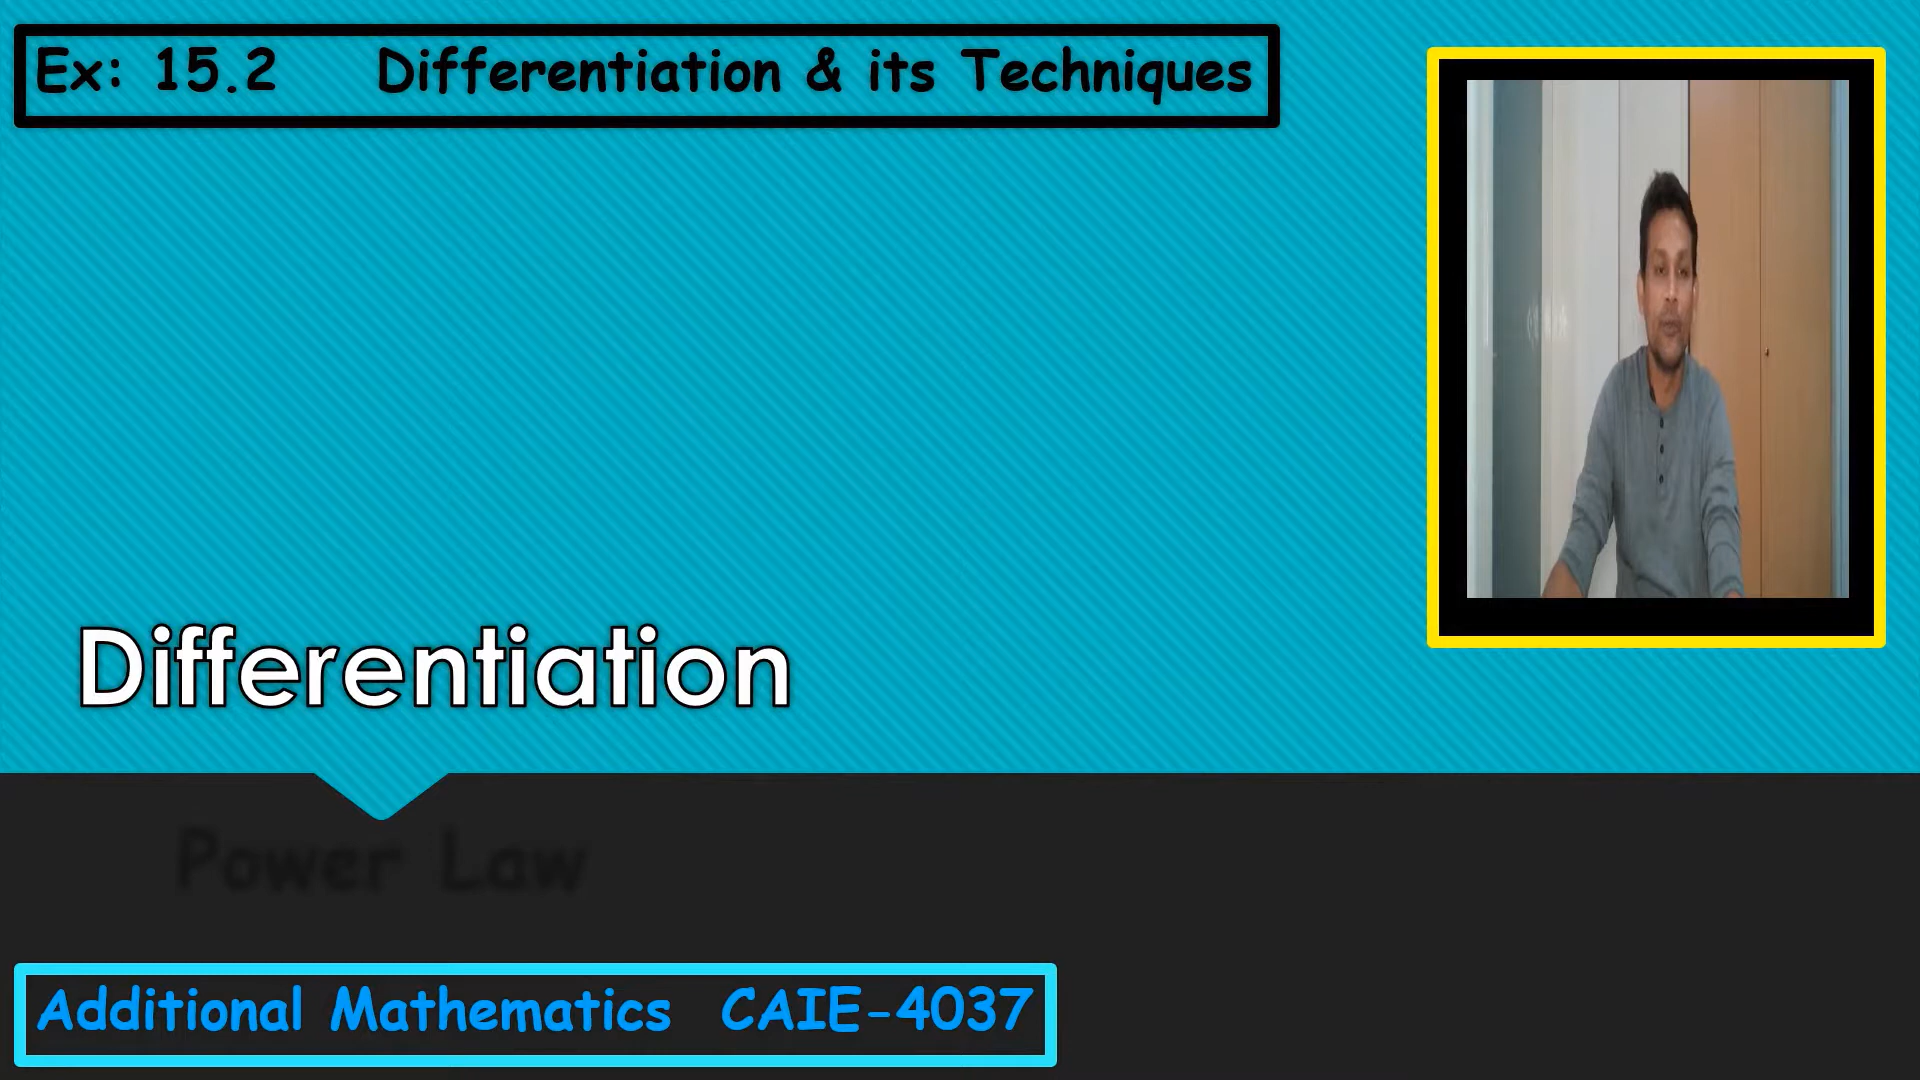 Ex: 15.2 Differentiation & its Techniques
Differentiation
Power Law
Additional Mathematics CAIE-4037